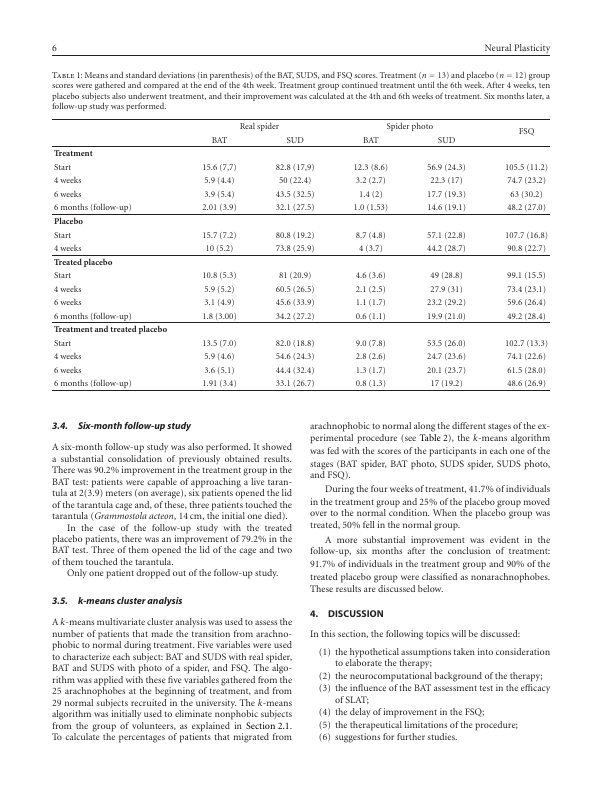 6 Neural Plasticity
Table 1: Means and standard deviations (in parenthesis) of the BAT, SUDS, and FSQ scores. Treatment (n = 13) and placebo (n = 12) group
scores were gathered and compared at the end of the 4th week. Treatment group continued treatment until the 6th week. After 4 weeks, ten
placebo subjects also underwent treatment, and their improvement was calculated at the 4th and 6th weeks of treatment. Six months later, a
follow-up study was performed.
Real spider Spider photo FSQ
BAT SUD BAT SUD
Treatment
Start 15.6 (7,7) 82.8 (17,9) 12.3 (8.6) 56.9 (24.3) 105.5 (11.2)
4 weeks 5.9 (4.4) 50 (22.4) 3.2 (2.7) 22.3 (17) 74.7 (23.2)
6 weeks 3.9 (5.4) 43.5 (32.5) 1.4 (2) 17.7 (19.3) 63 (30.2)
6 months (follow-up) 2.01 (3.9) 32.1 (27.5) 1.0 (1.53) 14.6 (19.1) 48.2 (27.0)
Placebo
Start 15.7 (7.2) 80.8 (19.2) 8.7 (4.8) 57.1 (22.8) 107.7 (16.8)
4 weeks 10 (5.2) 73.8 (25.9) 4 (3.7) 44.2 (28.7) 90.8 (22.7)
Treated placebo
Start 10.8 (5.3) 81 (20.9) 4.6 (3.6) 49 (28.8) 99.1 (15.5)
4 weeks 5.9 (5.2) 60.5 (26.5) 2.1 (2.5) 27.9 (31) 73.4 (23.1)
6 weeks 3.1 (4.9) 45.6 (33.9) 1.1 (1.7) 23.2 (29.2) 59.6 (26.4)
6 months (follow-up) 1.8 (3.00) 34.2 (27.2) 0.6 (1.1) 19.9 (21.0) 49.2 (28.4)
Treatment and treated placebo
Start 13.5 (7.0) 82.0 (18.8) 9.0 (7.8) 53.5 (26.0) 102.7 (13.3)
4 weeks 5.9 (4.6) 54.6 (24.3) 2.8 (2.6) 24.7 (23.6) 74.1 (22.6)
6 weeks 3.6 (5.1) 44.4 (32.4) 1.3 (1.7) 20.1 (23.7) 61.5 (28.0)
6 months (follow-up) 1.91 (3.4) 33.1 (26.7) 0.8 (1.3) 17 (19.2) 48.6 (26.9)
3.4. Six-month follow-up study
A six-month follow-up study was also performed. It showed
a substantial consolidation of previously obtained results.
There was 90.2% improvement in the treatment group in the
BAT test: patients were capable of approaching a live taran-
tula at 2(3.9) meters (on average), six patients opened the lid
of the tarantula cage and, of these, three patients touched the
tarantula (Grammostola acteon, 14 cm, the initial one died).
In the case of the follow-up study with the treated
placebo patients, there was an improvement of 79.2% in the
BAT test. Three of them opened the lid of the cage and two
of them touched the tarantula.
Only one patient dropped out of the follow-up study.
3.5. k-means cluster analysis
A k-means multivariate cluster analysis was used to assess the
number of patients that made the transition from arachno-
phobic to normal during treatment. Five variables were used
to characterize each subject: BAT and SUDS with real spider,
BAT and SUDS with photo of a spider, and FSQ. The algo-
rithm was applied with these five variables gathered from the
25 arachnophobes at the beginning of treatment, and from
29 normal subjects recruited in the university. The k-means
algorithm was initially used to eliminate nonphobic subjects
from the group of volunteers, as explained in Section 2.1.
To calculate the percentages of patients that migrated from
arachnophobic to normal along the different stages of the ex-
perimental procedure (see Table 2), the k-means algorithm
was fed with the scores of the participants in each one of the
stages (BAT spider, BAT photo, SUDS spider, SUDS photo,
and FSQ).
During the four weeks of treatment, 41.7% of individuals
in the treatment group and 25% of the placebo group moved
over to the normal condition. When the placebo group was
treated, 50% fell in the normal group.
A more substantial improvement was evident in the
follow-up, six months after the conclusion of treatment:
91.7% of individuals in the treatment group and 90% of the
treated placebo group were classified as nonarachnophobes.
These results are discussed below.
4. DISCUSSION
In this section, the following topics will be discussed:
(1) the hypothetical assumptions taken into consideration
to elaborate the therapy;
(2) the neurocomputational background of the therapy;
(3) the influence of the BAT assessment test in the efficacy
of SLAT;
(4) the delay of improvement in the FSQ;
(5) the therapeutical limitations of the procedure;
(6) suggestions for further studies.